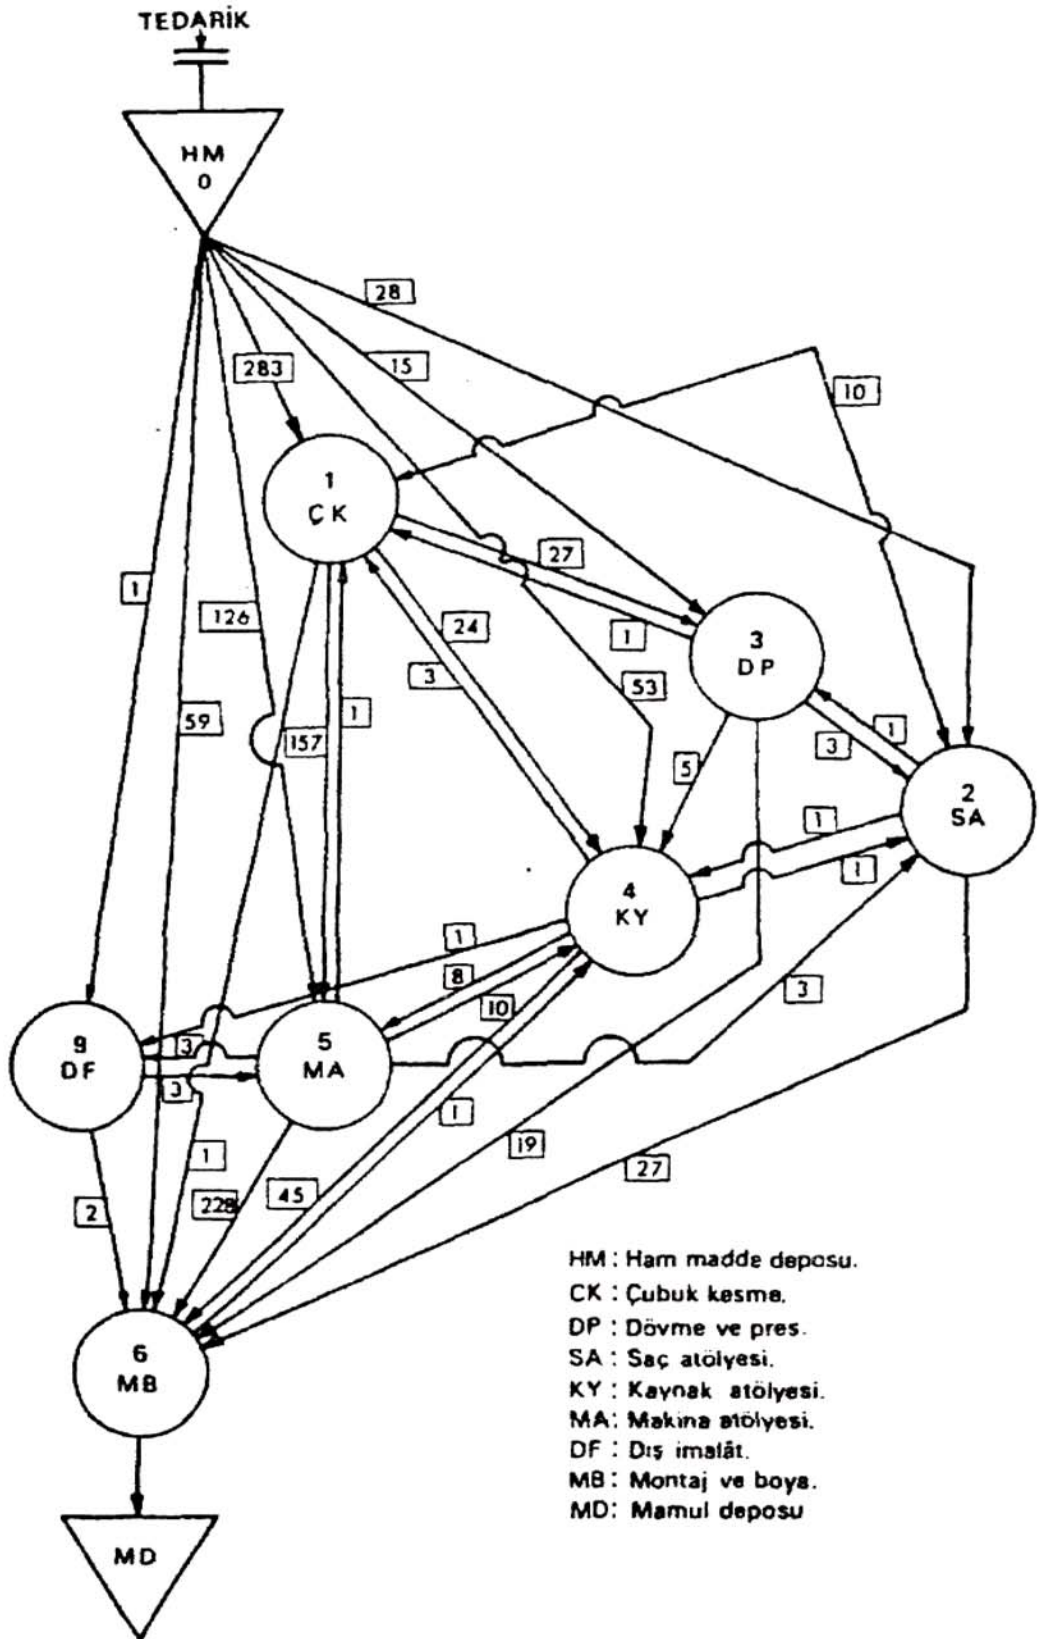 TEDARİK
HM
0
28
283
15
10
1
ÇK
27
1
126
24
1
3
DP
3
53
59
157
1
5
1
3
2
SA
1
1
4
KY
1
8
10
3
9
DF
3
3
5
MA
1
1
19
27
2
228
45
6
MB
MD
HM : Ham madde deposu.
CK : Çubuk kesme.
DP : Dövme ve pres.
SA : Saç atölyesi.
KY : Kaynak atölyesi.
MA: Makina atölyesi.
DF : Dış imalât.
MB: Montaj ve boya.
MD: Mamul deposu